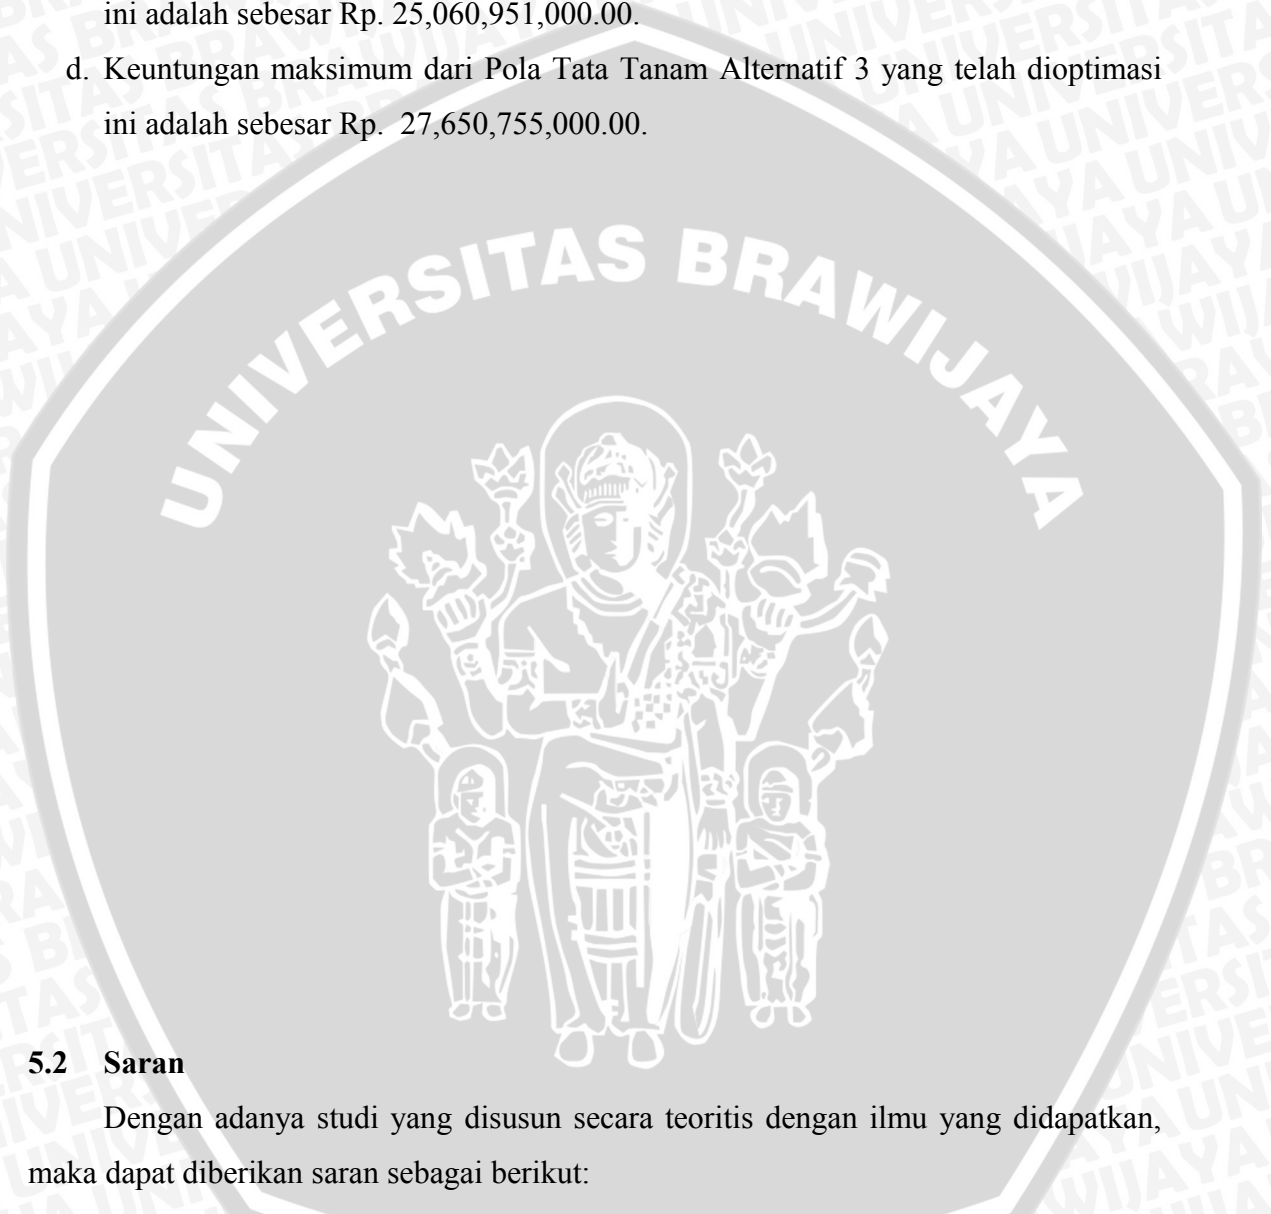 ini adalah sebesar Rp. 25,060,951,000.00.
d. Keuntungan maksimum dari Pola Tata Tanam Alternatif 3 yang telah dioptimasi
ini adalah sebesar Rp. 27,650,755,000.00.
UNIVERSITAS BRAWIJAYA
5.2 Saran
Dengan adanya studi yang disusun secara teoritis dengan ilmu yang didapatkan,
maka dapat diberikan saran sebagai berikut: